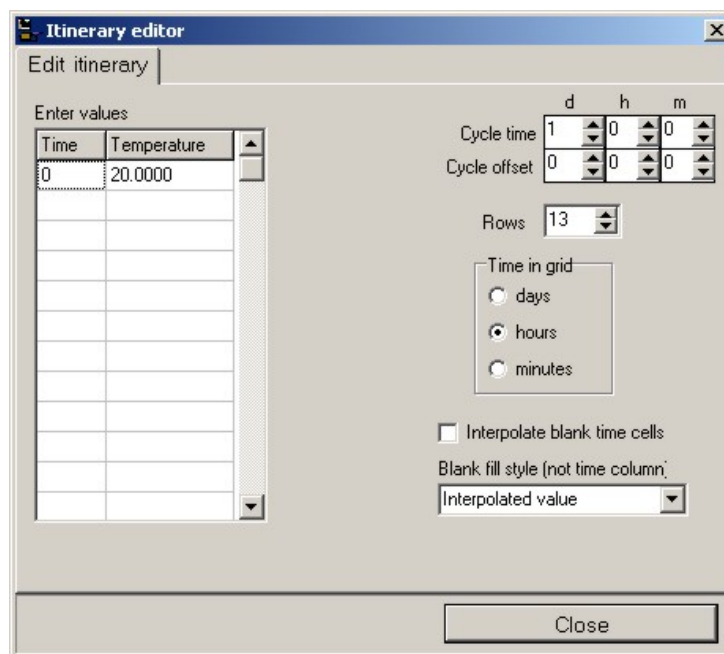 Itinerary editor
Edit itinerary
Enter values
Time Temperature
0 20.0000
d h m
Cycle time 1 0 0
Cycle offset 0 0 0
Rows 13
Time in grid
days
hours
minutes
Interpolate blank time cells
Blank fill style (not time column)
Interpolated value
Close